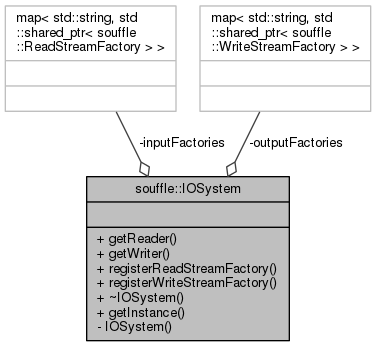 map< std::string, std
::shared_ptr< souffle
::ReadStreamFactory > >
map< std::string, std
::shared_ptr< souffle
::WriteStreamFactory > >
-inputFactories
-outputFactories
souffle::IOSystem
+ getReader()
+ getWriter()
+ registerReadStreamFactory()
+ registerWriteStreamFactory()
+ ~IOSystem()
+ getInstance()
- IOSystem()